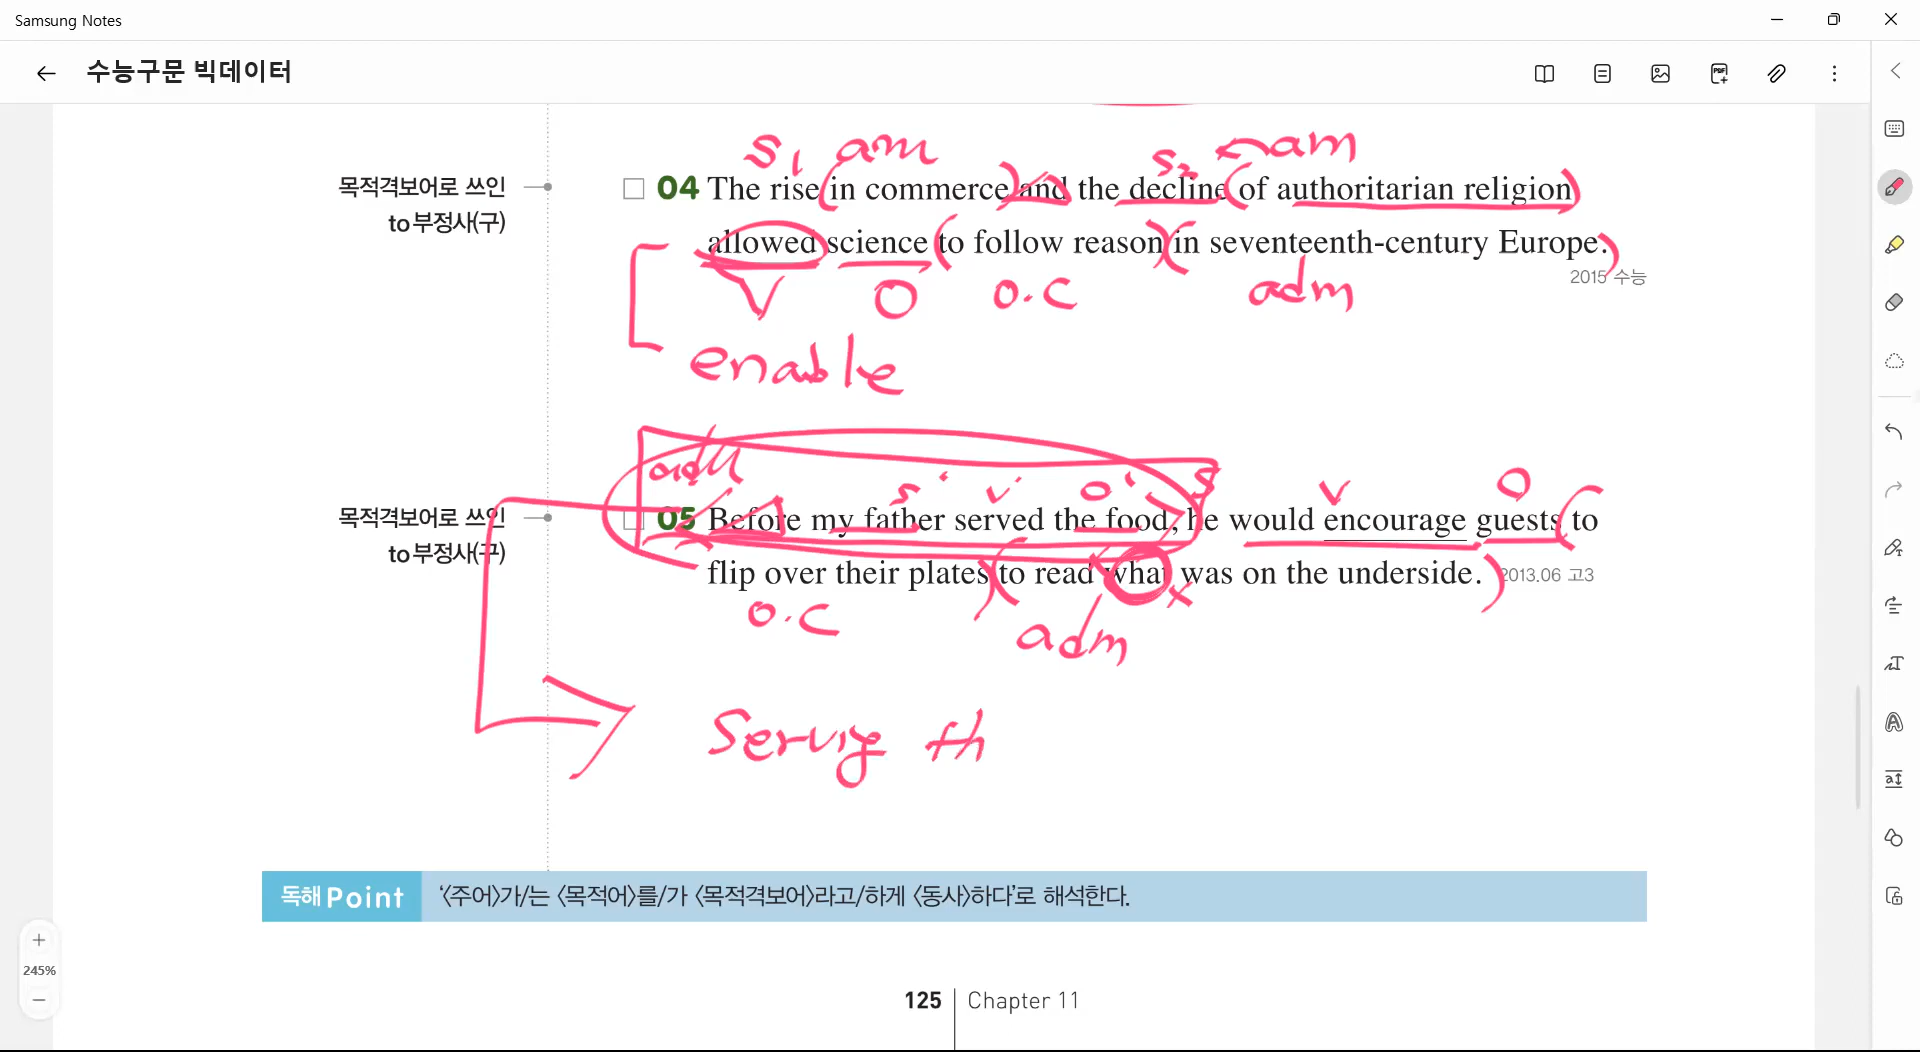 Samsung Notes
수능구문 빅데이터
S₁ am S₂ am
목적격보어로 쓰인
to부정사(구)
04 The rise in commerce and the decline of authoritarian religion
allowed science to follow reason in seventeenth-century Europe.
2015 수능
V O O.C adm
enable
s' v' o' S V O
목적격보어로 쓰인
to부정사(구)
05 Before my father served the food, he would encourage guests to
flip over their plates to read what was on the underside. 2013.06 고3
O.C adm
Serving th
독해Point ‘<주어>가/는 <목적어>를/가 <목적격보어>라고/하게 <동사>하다’로 해석한다.
245%
125 Chapter 11